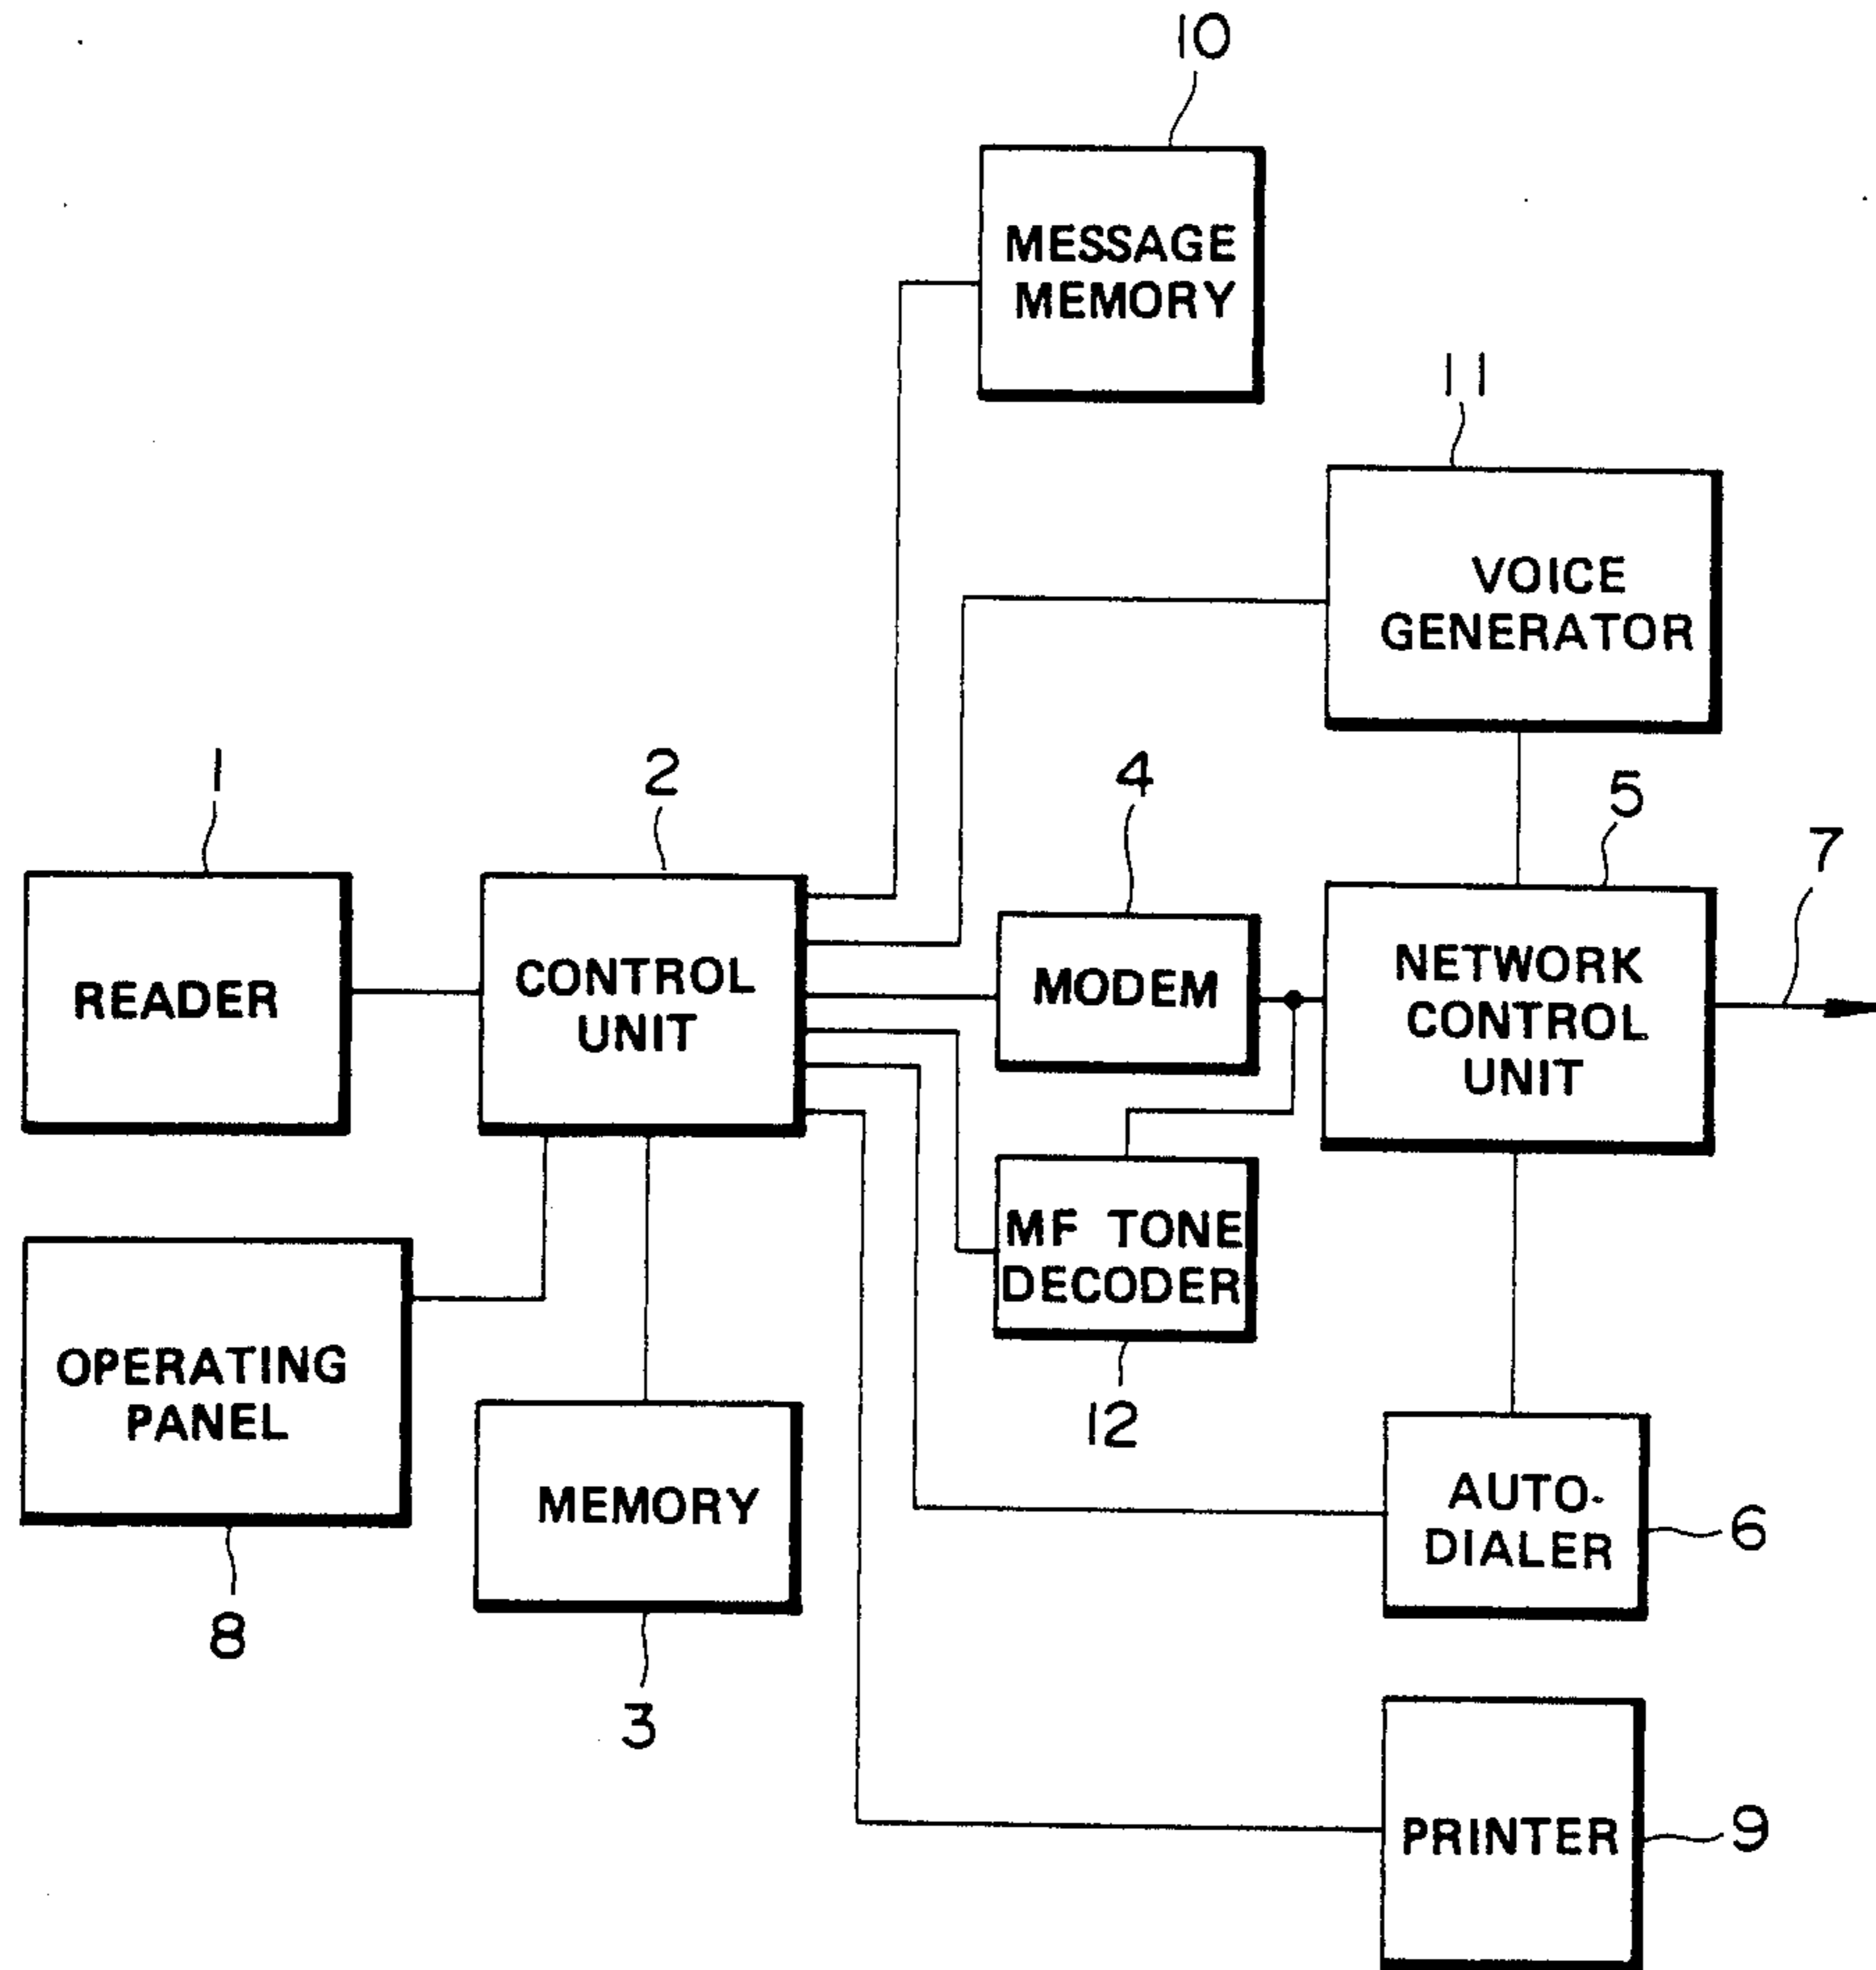 10
MESSAGE
MEMORY
11
VOICE
GENERATOR
1
2
4
5
7
READER
CONTROL
UNIT
MODEM
NETWORK
CONTROL
UNIT
MF TONE
DECODER
12
OPERATING
PANEL
8
MEMORY
3
AUTO-
DIALER
6
PRINTER
9